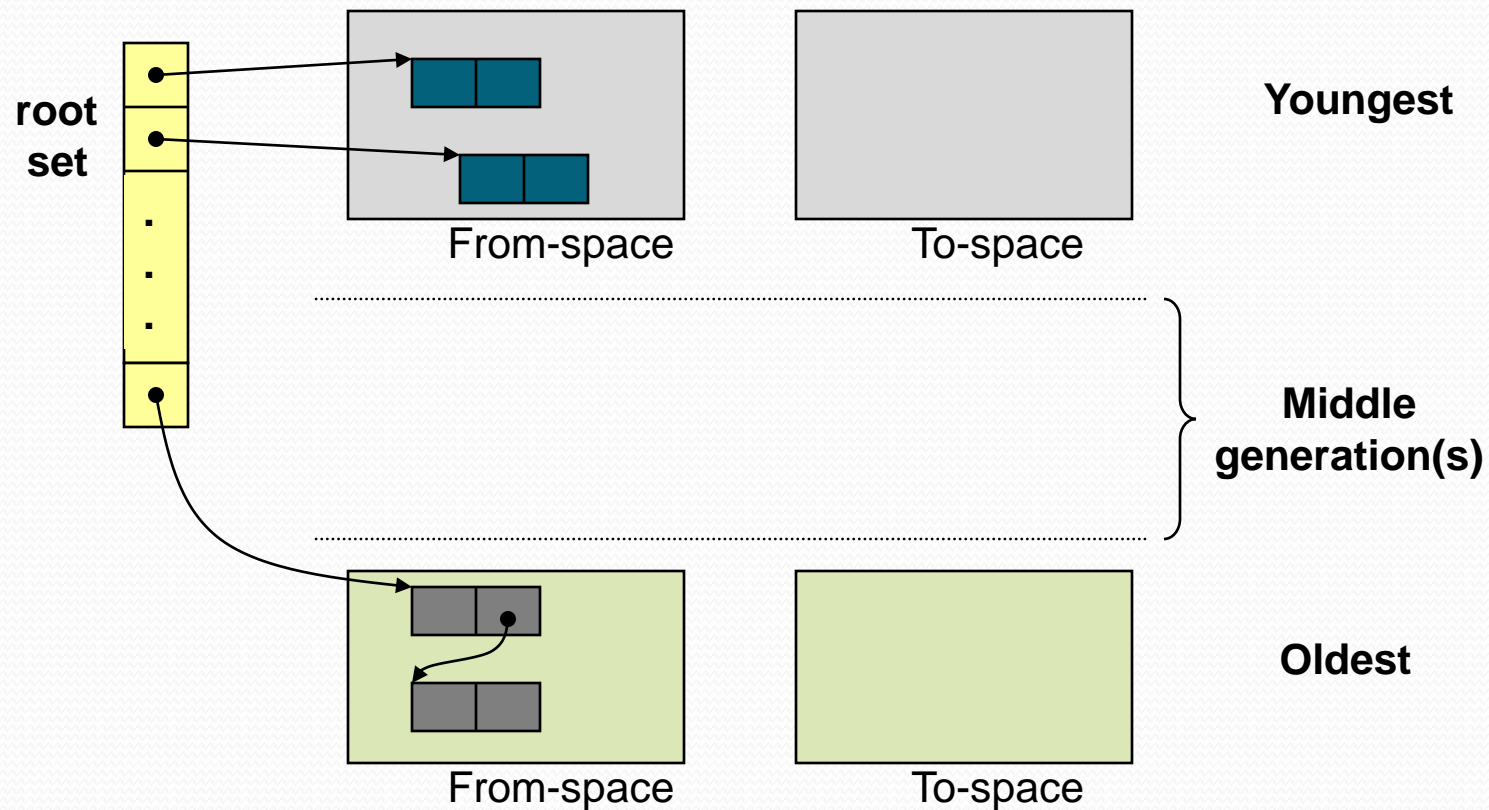 root
set
.
.
.
From-space
To-space
Youngest
Middle
generation(s)
Oldest
From-space
To-space